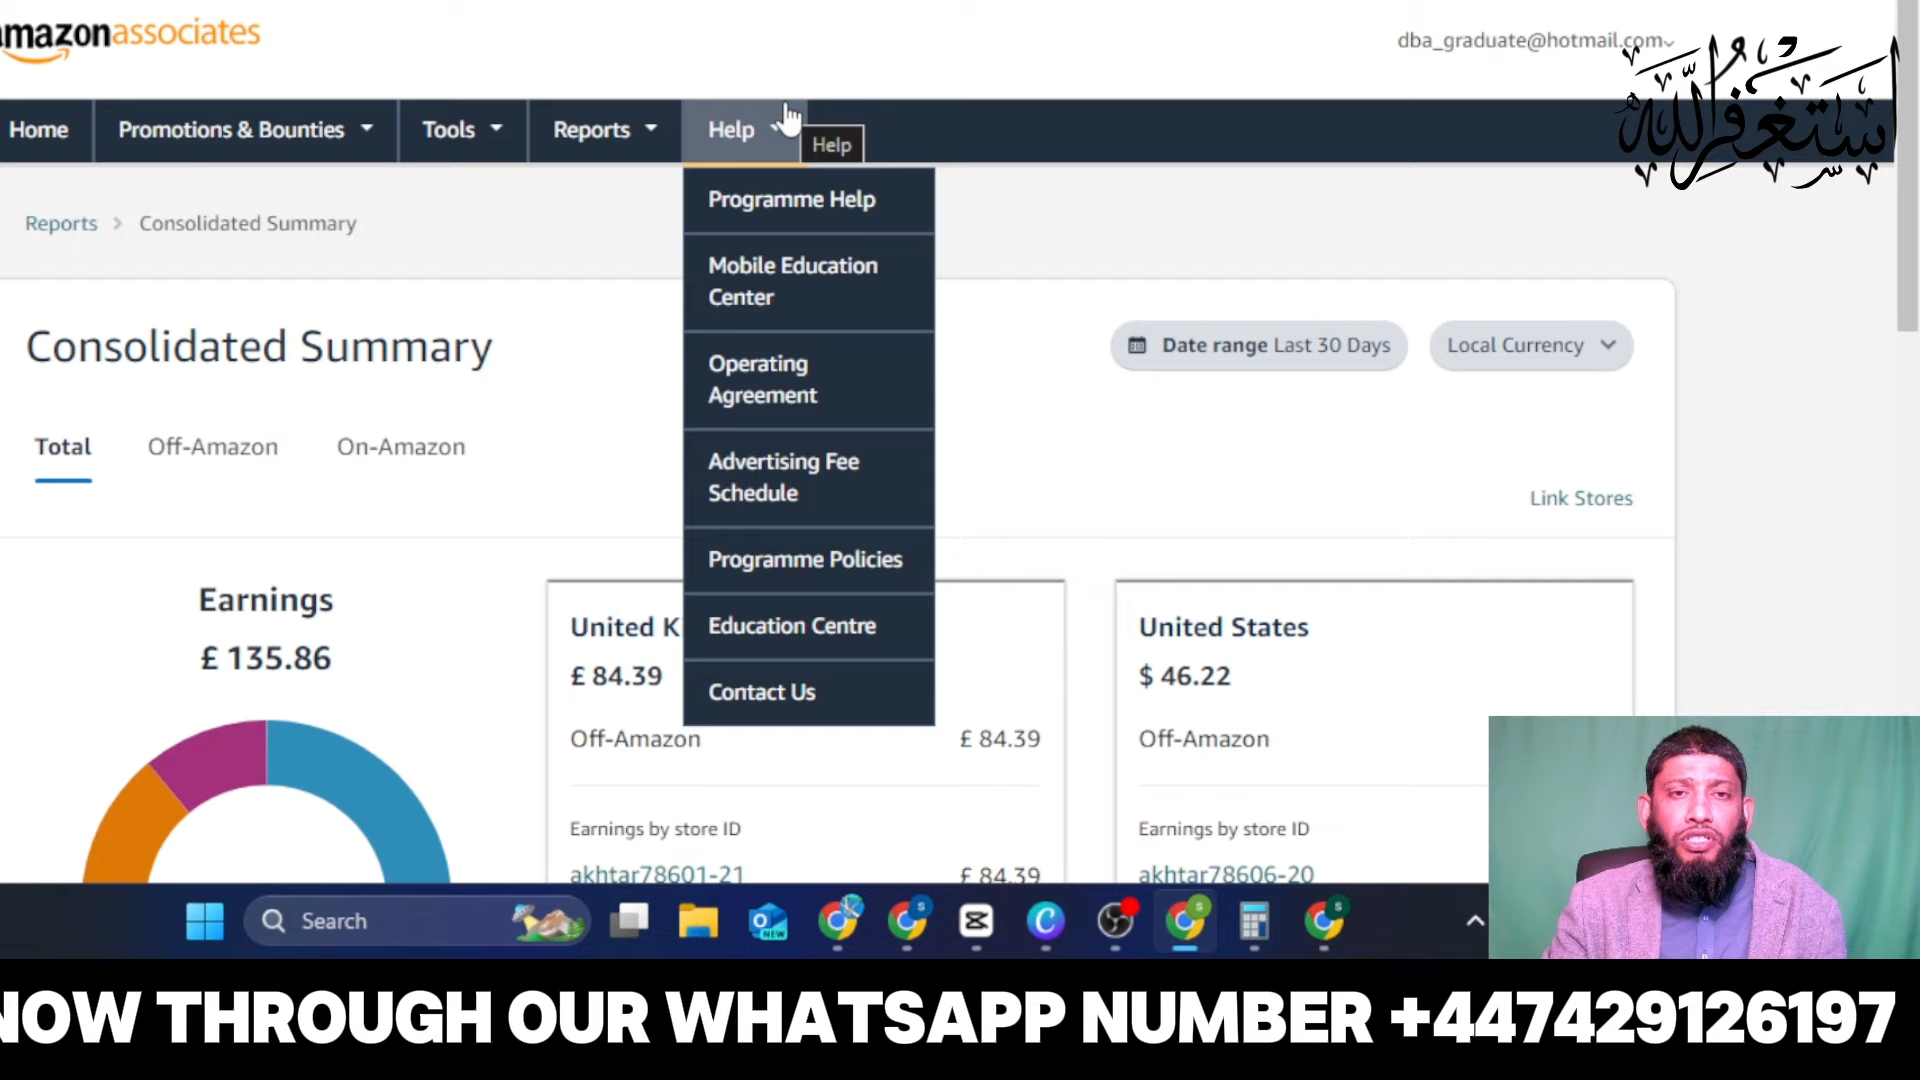 amazonassociates
dba_graduate@hotmail.com
أستغفر الله
Home
Promotions & Bounties
Tools
Reports
Help
Help
Programme Help
Mobile Education
Center
Operating
Agreement
Advertising Fee
Schedule
Programme Policies
Education Centre
Contact Us
Reports > Consolidated Summary
Consolidated Summary
Date range Last 30 Days
Local Currency
Total
Off-Amazon
On-Amazon
Link Stores
Earnings
£ 135.86
United K
£ 84.39
Off-Amazon
£ 84.39
Earnings by store ID
akhtar78601-21
£ 84.39
United States
$ 46.22
Off-Amazon
Earnings by store ID
akhtar78606-20
Search
NEW
NOW THROUGH OUR WHATSAPP NUMBER +447429126197